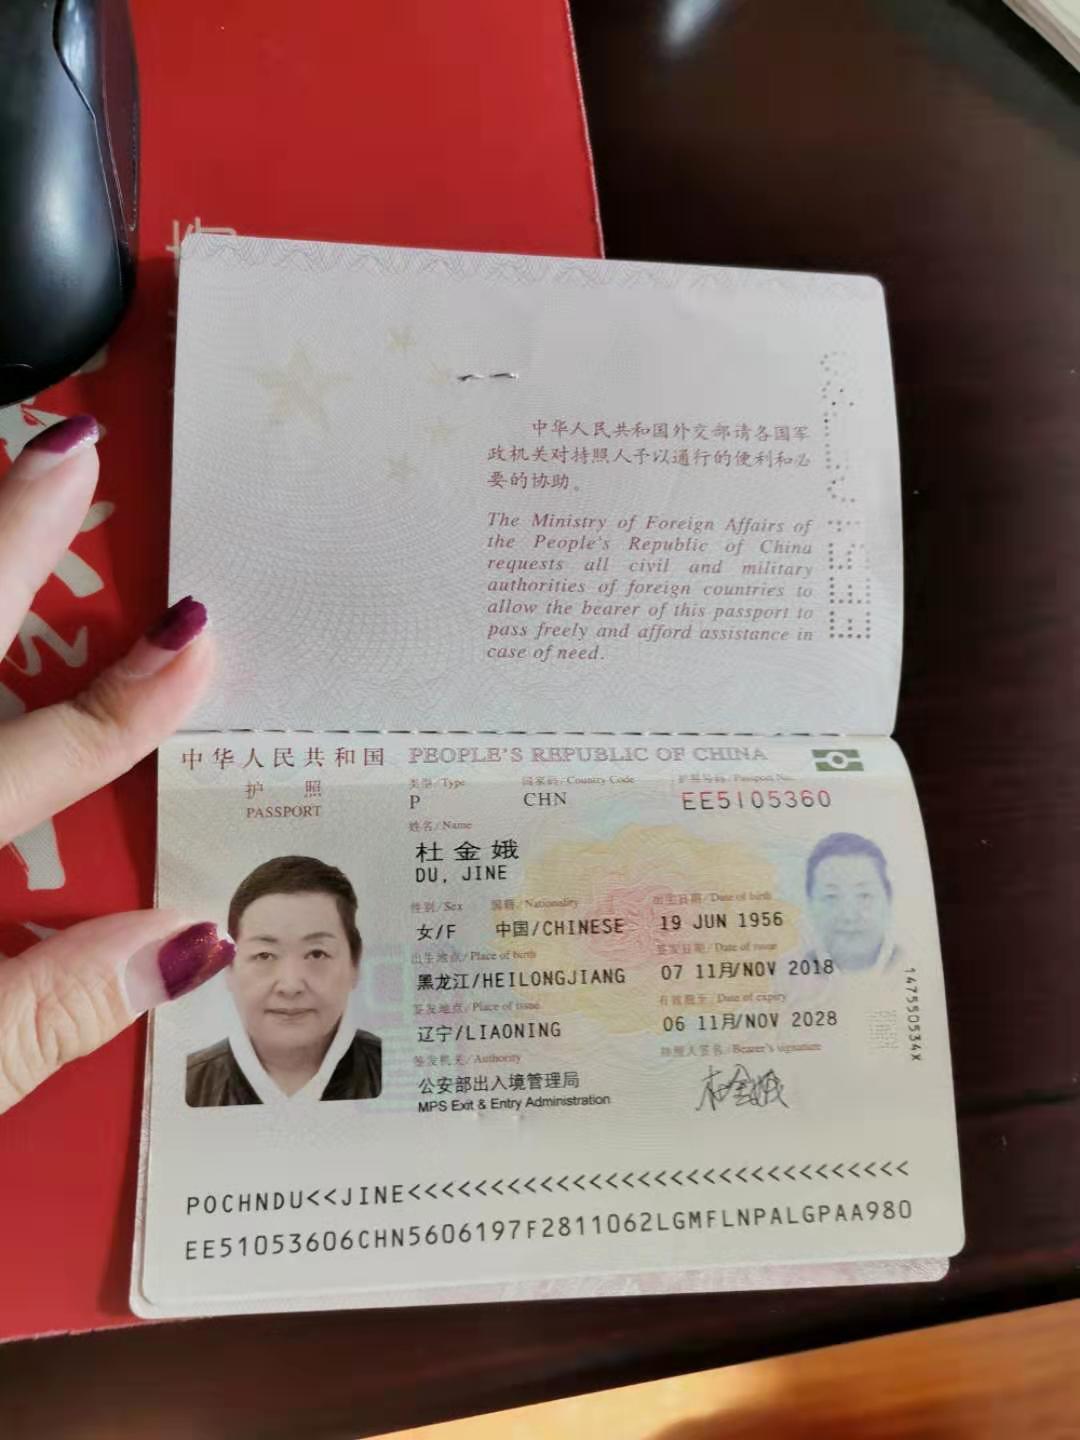 中华人民共和国外交部请各国军
政机关对持照人予以通行的便利和必
要的协助。
The Ministry of Foreign Affairs of
the People's Republic of China
requests all civil and military
authorities of foreign countries to
allow the bearer of this passport to
pass freely and afford assistance in
case of need.
中华人民共和国 PEOPLE'S REPUBLIC OF CHINA
护 照
PASSPORT
类型/Type 国家码/Country Code 护照号码/Passport No.
P CHN EE5105360
姓名/Name
杜金娥
DU, JINE
性别/Sex 国籍/Nationality 出生日期/Date of birth
女/F 中国/CHINESE 19 JUN 1956
出生地点/Place of birth 签发日期/Date of issue
黑龙江/HEILONGJIANG 07 11月/NOV 2018
签发地点/Place of issue 有效期至/Date of expiry
辽宁/LIAONING 06 11月/NOV 2028
签发机关/Authority 持照人签名/Bearer's signature
公安部出入境管理局
MPS Exit & Entry Administration
杜金娥
147550534X
POCHNDU<<JINE<<<<<<<<<<<<<<<<<<<<<<<<<<<<<<<
EE51053606CHN5606197F2811062LGMFLNPALGPAA980